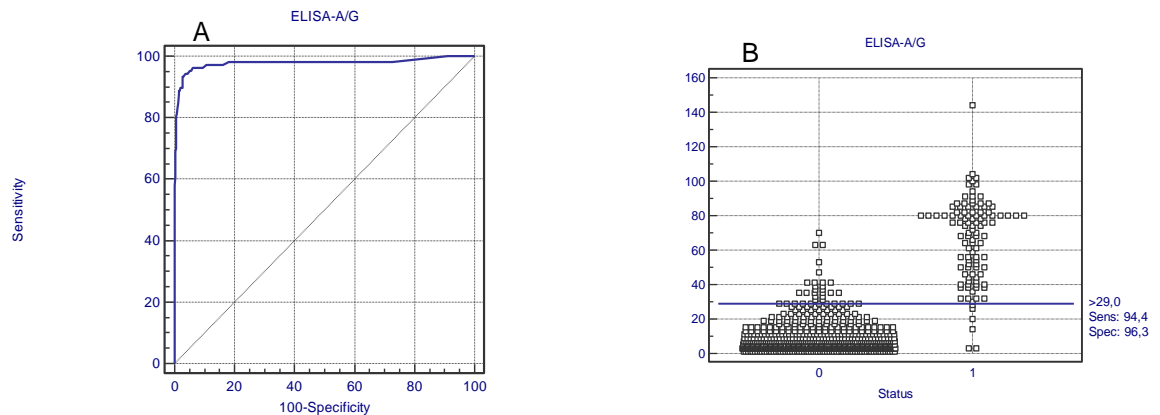 ELISA-A/G
A
Sensitivity
100
80
60
40
20
0
0 20 40 60 80 100
100-Specificity
ELISA-A/G
B
160
140
120
100
80
60
40
20
0
>29,0
Sens: 94,4
Spec: 96,3
0 1
Status